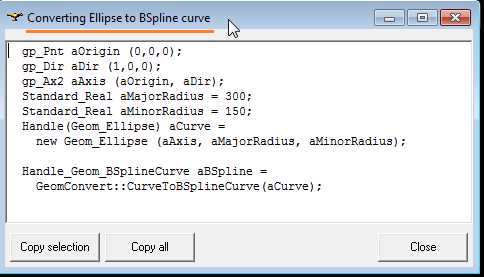 Converting Ellipse to BSpline curve
gp_Pnt aOrigin (0,0,0);
gp_Dir aDir (1,0,0);
gp_Ax2 aAxis (aOrigin, aDir);
Standard_Real aMajorRadius = 300;
Standard_Real aMinorRadius = 150;
Handle(Geom_Ellipse) aCurve =
new Geom_Ellipse (aAxis, aMajorRadius, aMinorRadius);
Handle_Geom_BSplineCurve aBSpline =
GeomConvert::CurveToBSplineCurve(aCurve);
Copy selection
Copy all
Close